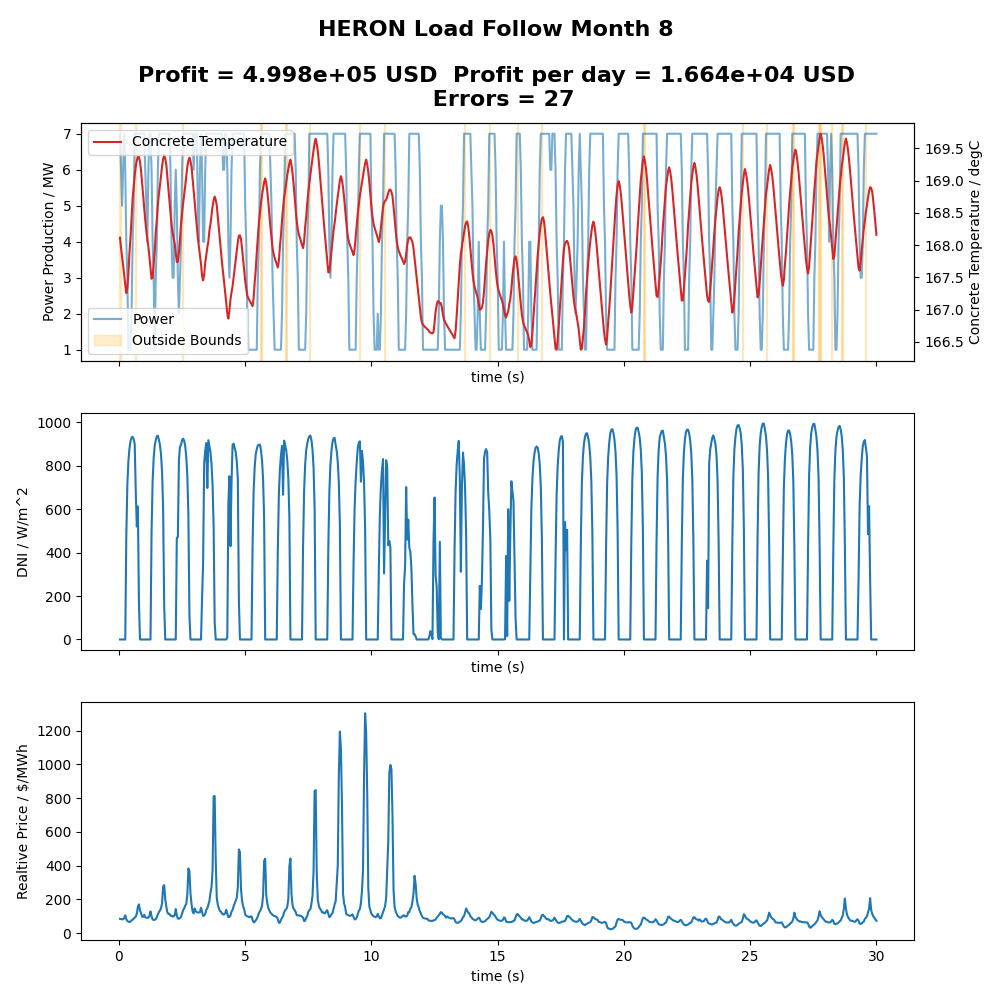 HERON Load Follow Month 8
Profit = 4.998e+05 USD  Profit per day = 1.664e+04 USD
Errors = 27
Concrete Temperature
Power
Outside Bounds
Power Production / MW
7
6
5
4
3
2
1
Concrete Temperature / degC
169.5
169.0
168.5
168.0
167.5
167.0
166.5
time (s)
DNI / W/m^2
1000
800
600
400
200
0
time (s)
Realtive Price / $/MWh
1200
1000
800
600
400
200
0
0 5 10 15 20 25 30
time (s)